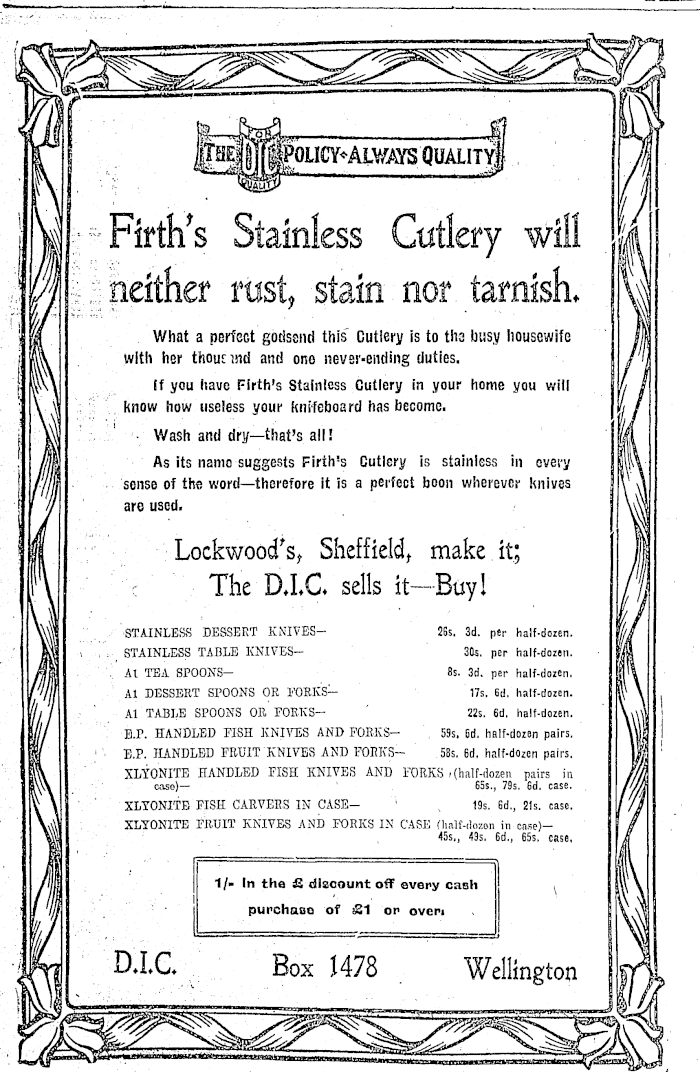 THE DIC POLICY ALWAYS QUALITY
FOR
QUALITY
Firth's Stainless Cutlery will
neither rust, stain nor tarnish.
What a perfect godsend this Cutlery is to the busy housewife
with her and one never-ending duties.
If you have Firth's Stainless Cutlery in your home you will
know how useless your knifeboard has become.
Wash and dry—that's all!
As its name suggests Firth's Cutlery is stainless in every
sense of the word—therefore it is a perfect boon wherever knives
are used.
Lockwood's, Sheffield, make it;
The D.I.C. sells it—Buy!
STAINLESS DESSERT KNIVES— 26s. 3d. per half-dozen.
STAINLESS TABLE KNIVES— 30s. per half-dozen.
A1 TEA SPOONS— 8s. 3d. per half-dozen.
A1 DESSERT SPOONS OR FORKS— 17s. 6d. half-dozen.
A1 TABLE SPOONS OR FORKS— 22s. 6d. half-dozen.
E.P. HANDLED FISH KNIVES AND FORKS— 59s. 6d. half-dozen pairs.
E.P. HANDLED FRUIT KNIVES AND FORKS— 58s. 6d. half-dozen pairs.
XLYONITE HANDLED FISH KNIVES AND FORKS (half-dozen pairs in
case)— 65s., 79s. 6d. case.
XLYONITE FISH CARVERS IN CASE— 19s. 6d., 21s. case.
XLYONITE FRUIT KNIVES AND FORKS IN CASE (half-dozen in case)—
45s., 49s. 6d., 65s. case.
1/- in the £ discount off every cash
purchase of £1 or over.
D.I.C. Box 1478 Wellington